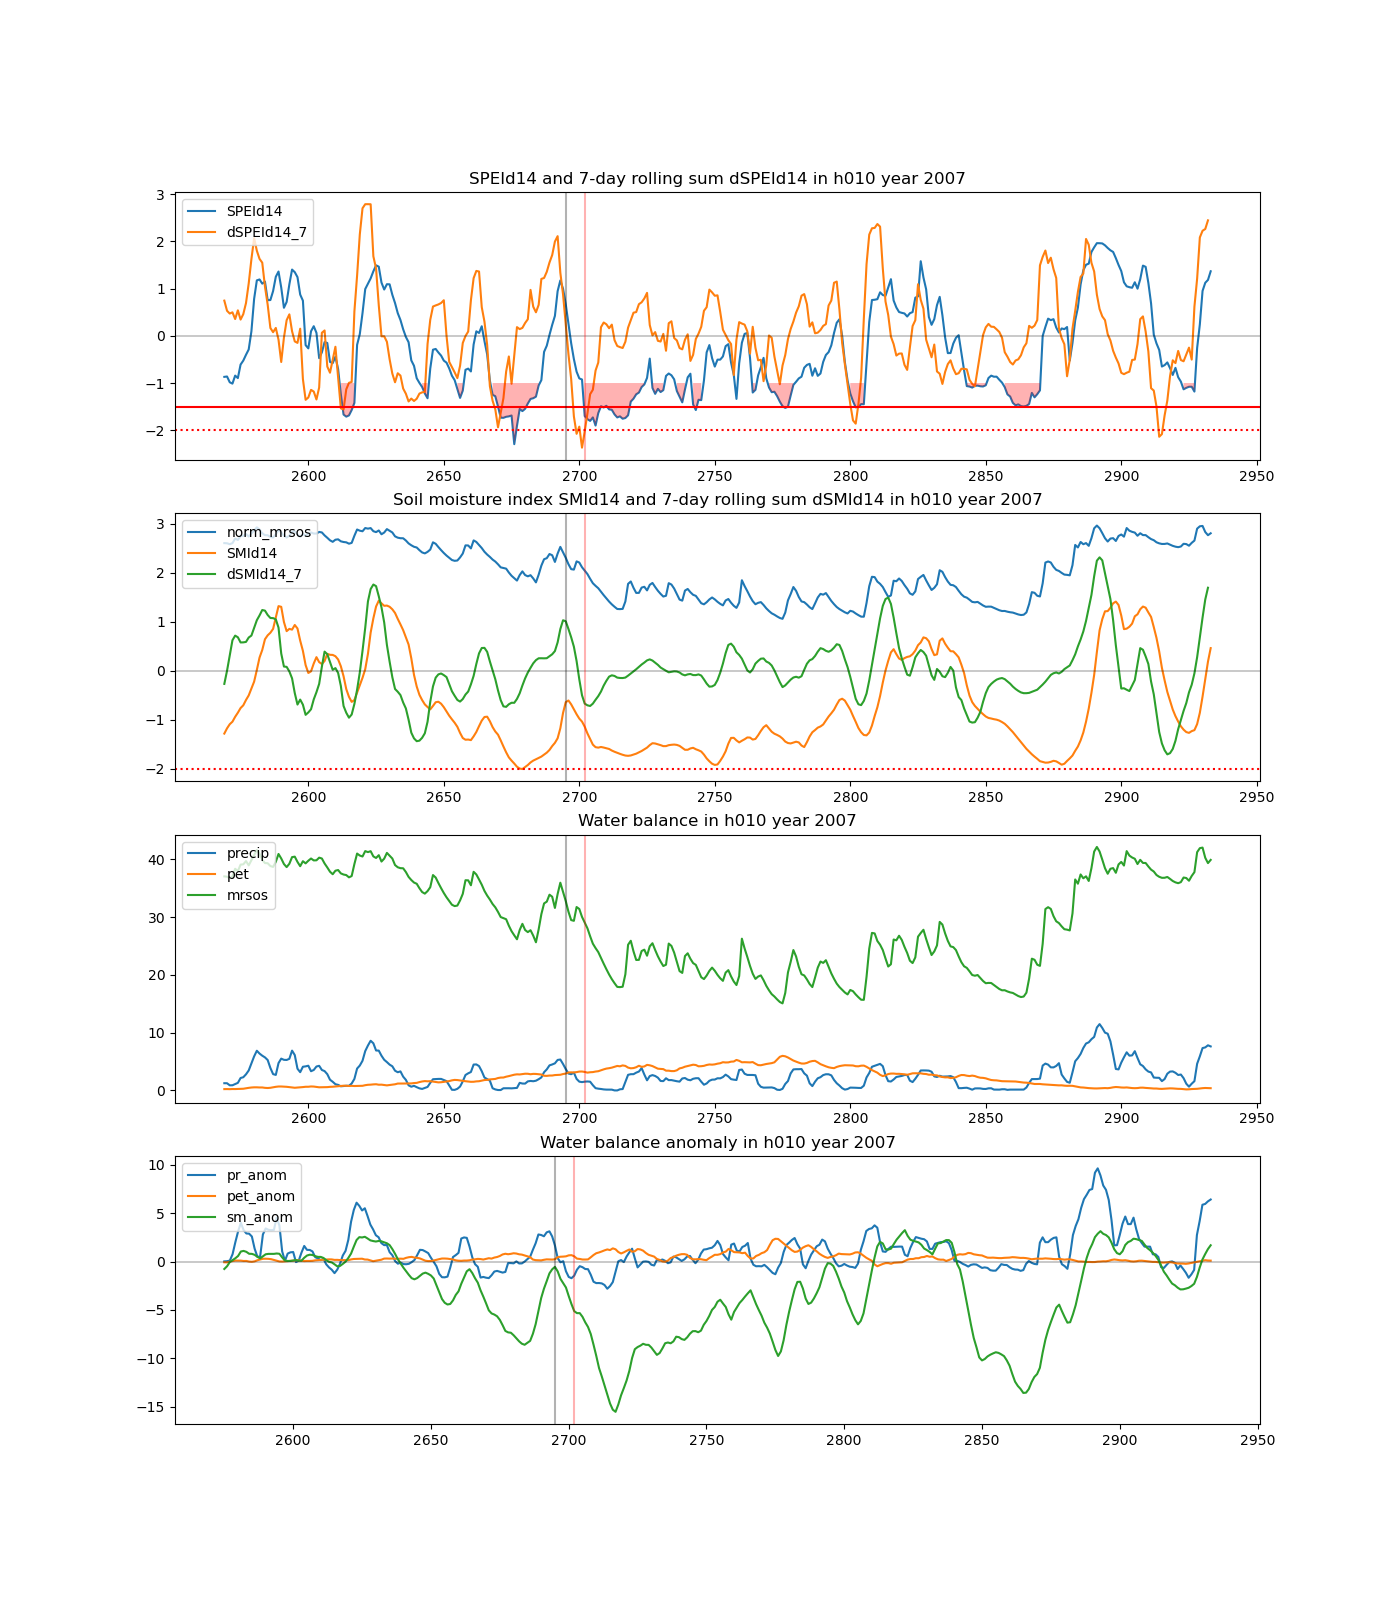 SPEId14 and 7-day rolling sum dSPEId14 in h010 year 2007
SPEId14
dSPEId14_7
3
2
1
0
−1
−2
2600 2650 2700 2750 2800 2850 2900 2950
Soil moisture index SMId14 and 7-day rolling sum dSMId14 in h010 year 2007
norm_mrsos
SMId14
dSMId14_7
3
2
1
0
−1
−2
2600 2650 2700 2750 2800 2850 2900 2950
Water balance in h010 year 2007
precip
pet
mrsos
40
30
20
10
0
2600 2650 2700 2750 2800 2850 2900 2950
Water balance anomaly in h010 year 2007
pr_anom
pet_anom
sm_anom
10
5
0
−5
−10
−15
2600 2650 2700 2750 2800 2850 2900 2950